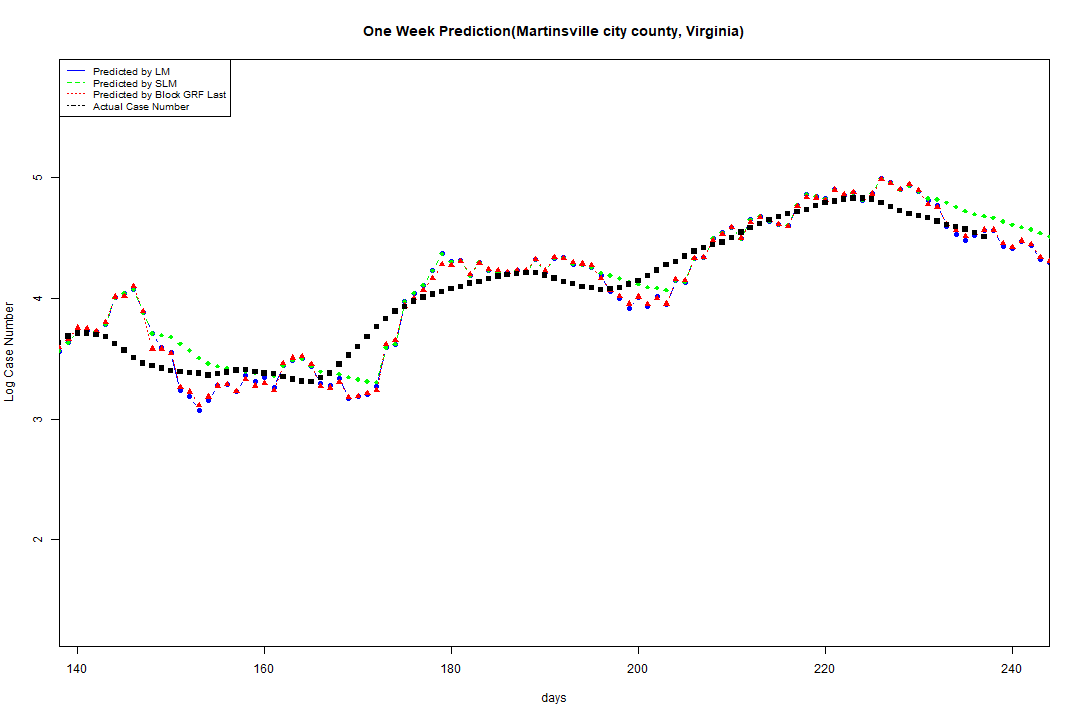 One Week Prediction(Martinsville city county, Virginia)
Predicted by LM
Predicted by SLM
Predicted by Block GRF Last
Actual Case Number
5
4
3
2
Log Case Number
140 160 180 200 220 240
days